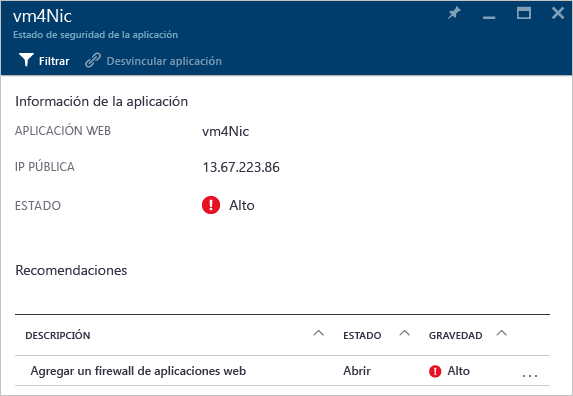 vm4Nic
Estado de seguridad de la aplicación
Filtrar Desvincular aplicación
Información de la aplicación
APLICACIÓN WEB vm4Nic
IP PÚBLICA 13.67.223.86
ESTADO Alto
Recomendaciones
DESCRIPCIÓN ESTADO GRAVEDAD
Agregar un firewall de aplicaciones web Abrir Alto ...